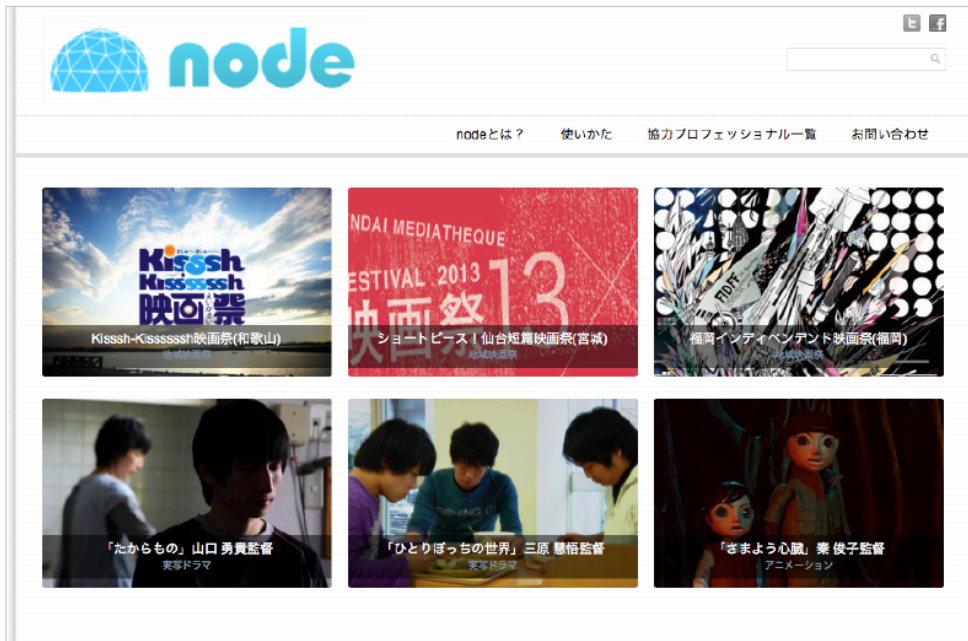 node
nodeとは？ 使いかた 協力プロフェッショナル一覧 お問い合わせ
Kisssh
Kissssssh
映画祭
Kisssh-Kissssssh映画祭(和歌山)
地域映画祭
NDAI MEDIATHEQUE
ESTIVAL 2013
映画祭13
ショートピース！仙台短篇映画祭(宮城)
地域映画祭
FIDFF
福岡インディペンデント映画祭(福岡)
地域映画祭
「たからもの」山口 勇貴監督
実写ドラマ
「ひとりぼっちの世界」三原 慧悟監督
実写ドラマ
「さまよう心臓」秦 俊子監督
アニメーション